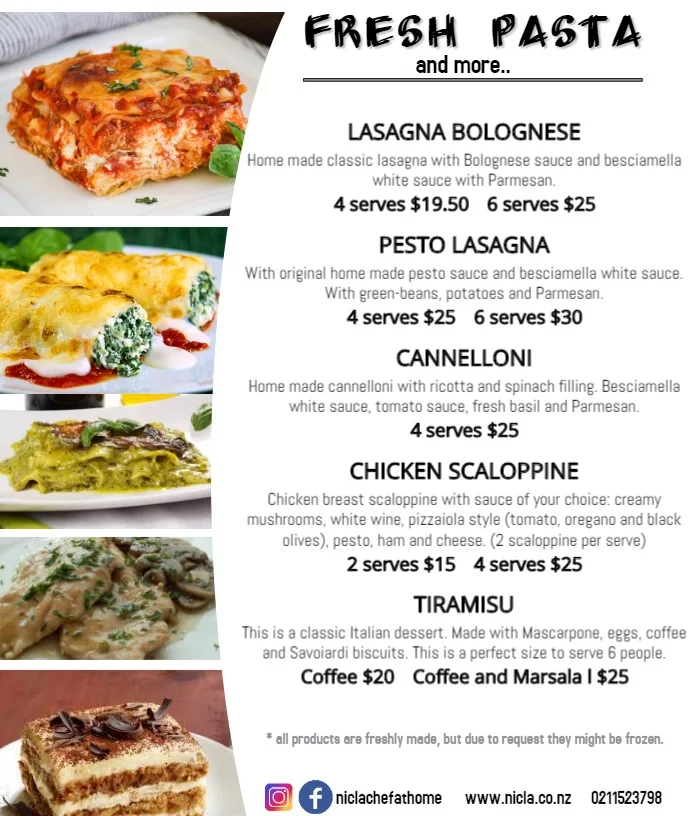 FRESH PASTA
and more..
LASAGNA BOLOGNESE
Home made classic lasagna with Bolognese sauce and besciamella
white sauce with Parmesan.
4 serves $19.50 6 serves $25
PESTO LASAGNA
With original home made pesto sauce and besciamella white sauce.
With green-beans, potatoes and Parmesan.
4 serves $25 6 serves $30
CANNELLONI
Home made cannelloni with ricotta and spinach filling. Besciamella
white sauce, tomato sauce, fresh basil and Parmesan.
4 serves $25
CHICKEN SCALOPPINE
Chicken breast scaloppine with sauce of your choice: creamy
mushrooms, white wine, pizzaiola style (tomato, oregano and black
olives), pesto, ham and cheese. (2 scaloppine per serve)
2 serves $15 4 serves $25
TIRAMISU
This is a classic Italian dessert. Made with Mascarpone, eggs, coffee
and Savoiardi biscuits. This is a perfect size to serve 6 people.
Coffee $20 Coffee and Marsala l $25
* all products are freshly made, but due to request they might be frozen.
niclachefathome www.nicla.co.nz 0211523798